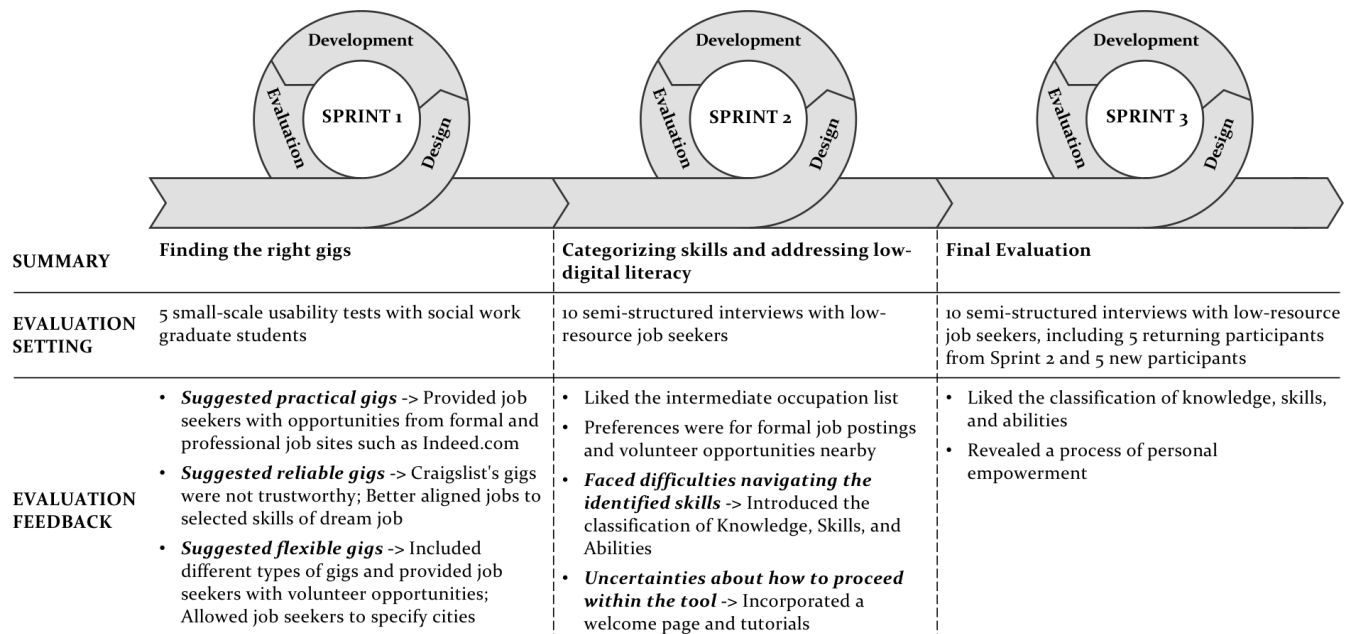 Development
Evaluation
SPRINT 1
Design
Development
Evaluation
SPRINT 2
Design
Development
Evaluation
SPRINT 3
Design
SUMMARY
Finding the right gigs
Categorizing skills and addressing low-
digital literacy
Final Evaluation
EVALUATION
SETTING
5 small-scale usability tests with social work
graduate students
10 semi-structured interviews with low-
resource job seekers
10 semi-structured interviews with low-resource
job seekers, including 5 returning participants
from Sprint 2 and 5 new participants
EVALUATION
FEEDBACK
• Suggested practical gigs -> Provided job
seekers with opportunities from formal and
professional job sites such as Indeed.com
• Suggested reliable gigs -> Craigslist's gigs
were not trustworthy; Better aligned jobs to
selected skills of dream job
• Suggested flexible gigs -> Included
different types of gigs and provided job
seekers with volunteer opportunities;
Allowed job seekers to specify cities
• Liked the intermediate occupation list
• Preferences were for formal job postings
and volunteer opportunities nearby
• Faced difficulties navigating the
identified skills -> Introduced the
classification of Knowledge, Skills, and
Abilities
• Uncertainties about how to proceed
within the tool -> Incorporated a
welcome page and tutorials
• Liked the classification of knowledge, skills,
and abilities
• Revealed a process of personal
empowerment